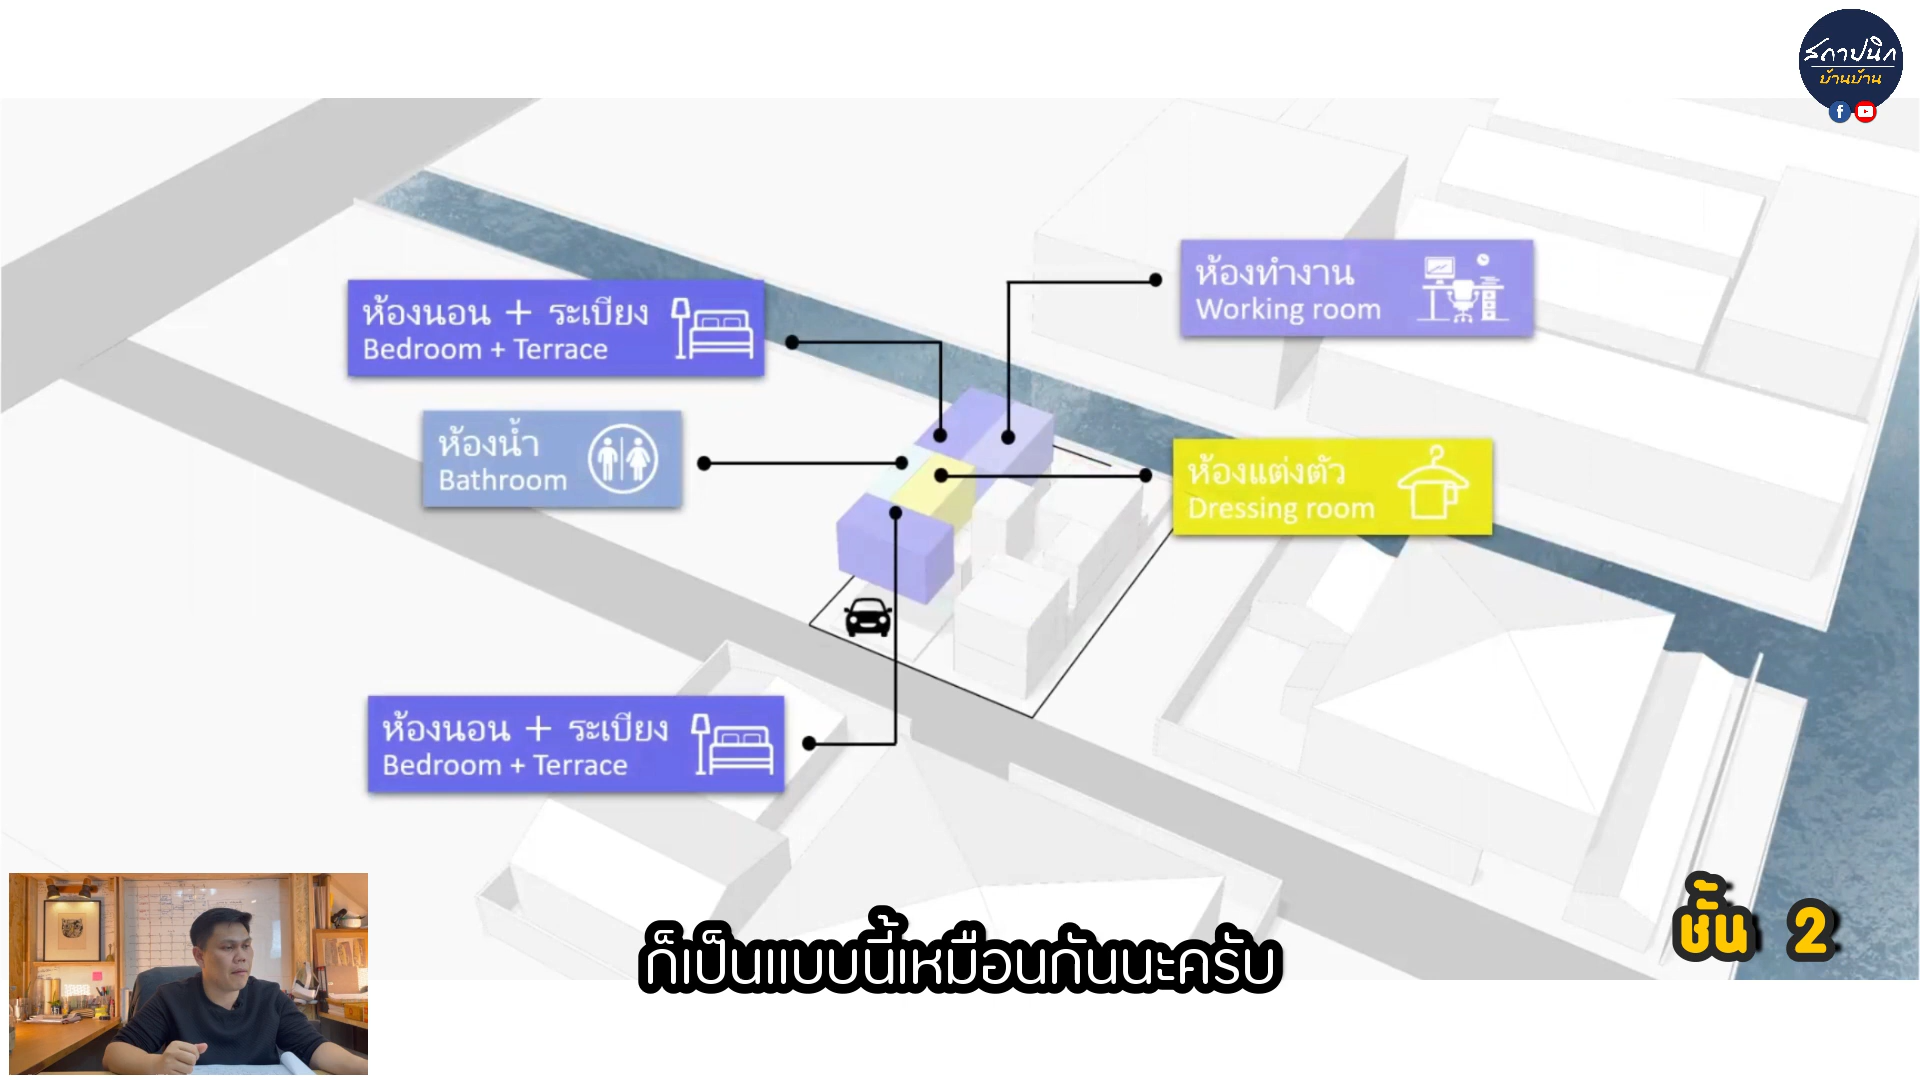 สถาปนิก
บ้านบ้าน
ห้องทำงาน
Working room
ห้องนอน + ระเบียง
Bedroom + Terrace
ห้องน้ำ
Bathroom
ห้องแต่งตัว
Dressing room
ห้องนอน + ระเบียง
Bedroom + Terrace
ชั้น 2
ก็เป็นแบบนี้เหมือนกันนะครับ